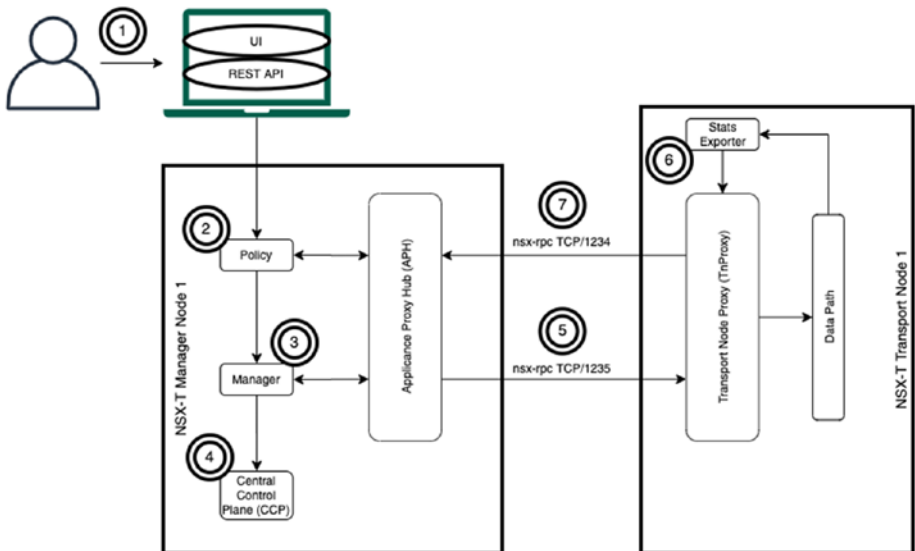 1
UI
REST API
Stats
Exporter
6
7
nsx-rpc TCP/1234
2
Policy
Applicance Proxy Hub (APH)
Transport Node Proxy (TnProxy)
Data Path
NSX-T Transport Node 1
NSX-T Manager Node 1
5
nsx-rpc TCP/1235
3
Manager
4
Central
Control
Plane (CCP)